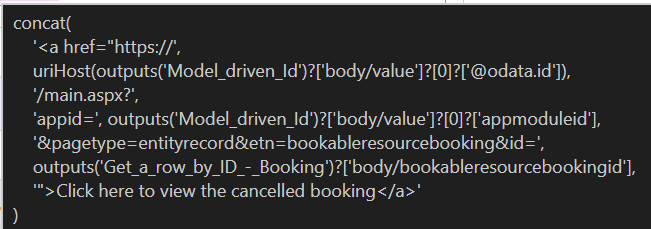 concat(
'<a href="https://',
uriHost(outputs('Model_driven_Id')?['body/value']?[0]?['@odata.id']),
'/main.aspx?',
'appid=', outputs('Model_driven_Id')?['body/value']?[0]?['appmoduleid'],
'&pagetype=entityrecord&etn=bookableresourcebooking&id=',
outputs('Get_a_row_by_ID_-_Booking')?['body/bookableresourcebookingid'],
'">Click here to view the cancelled booking</a>'
)